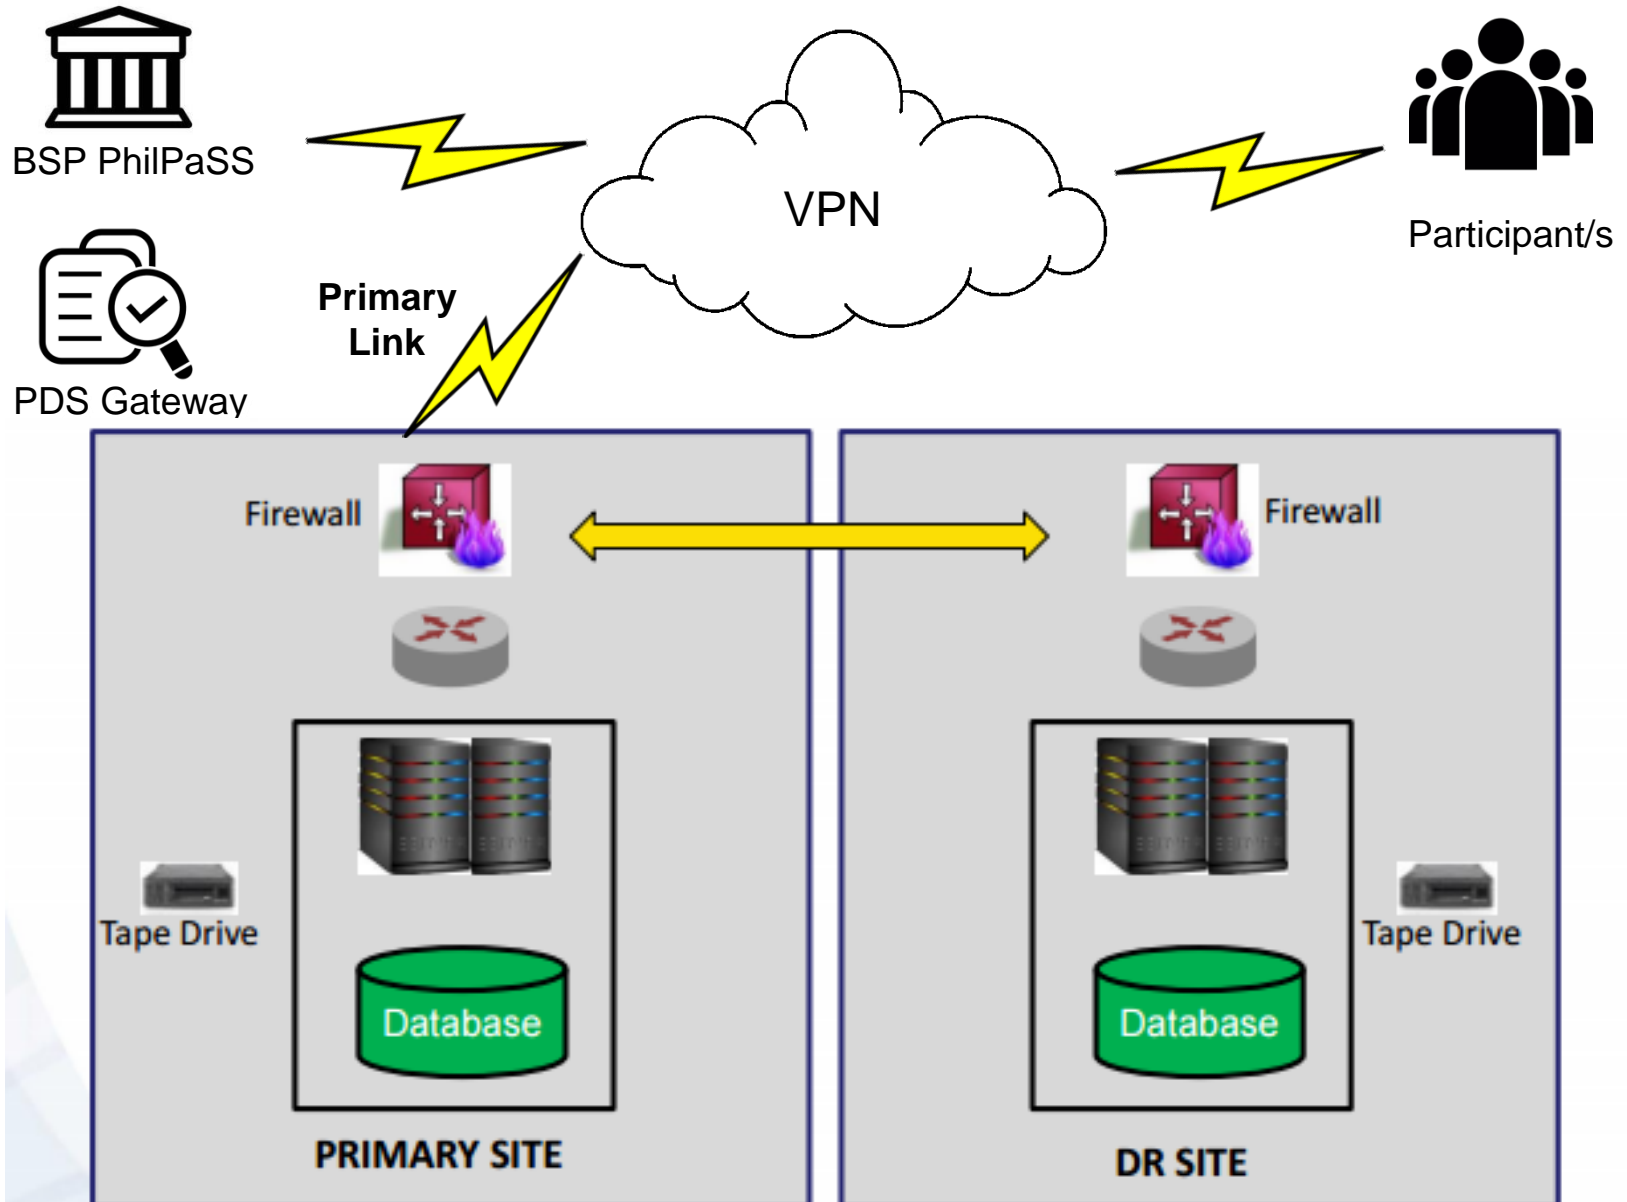 BSP PhilPaSS
VPN
Participant/s
Primary
Link
PDS Gateway
Firewall
Firewall
Tape Drive
Tape Drive
Database
Database
PRIMARY SITE
DR SITE